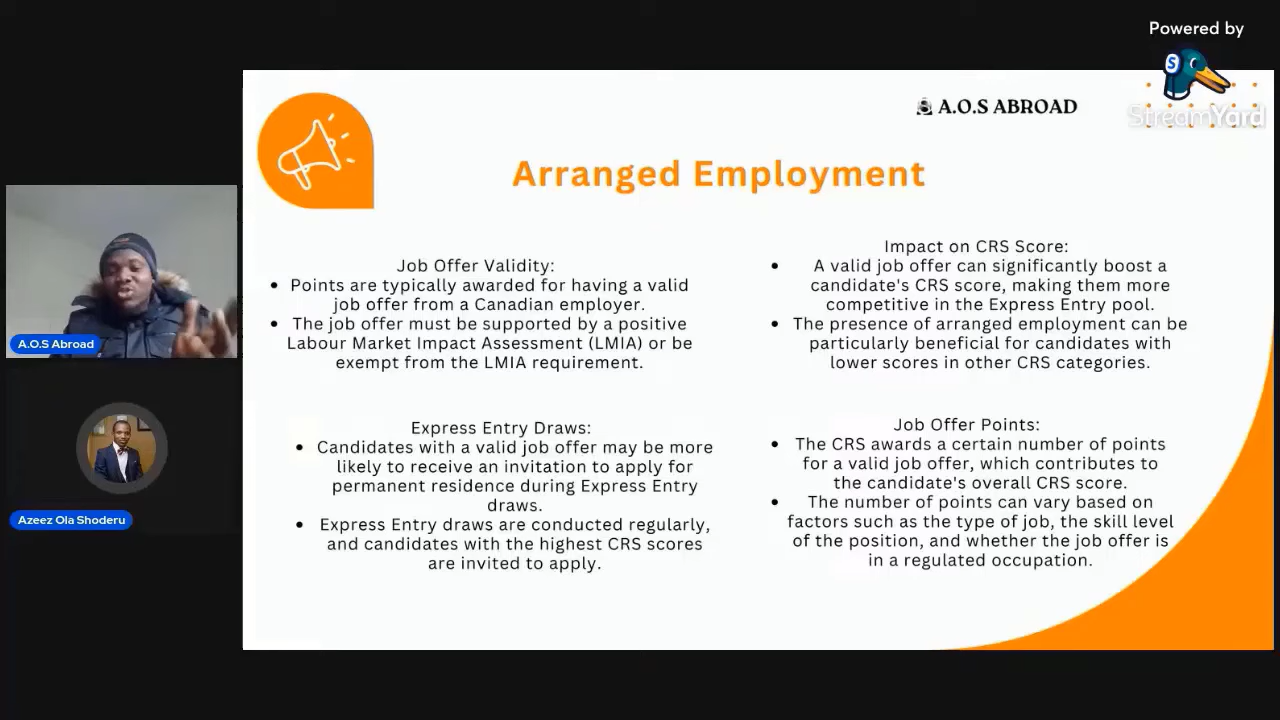 Powered by
StreamYard
A.O.S ABROAD
Arranged Employment
Job Offer Validity:
• Points are typically awarded for having a valid
job offer from a Canadian employer.
• The job offer must be supported by a positive
Labour Market Impact Assessment (LMIA) or be
exempt from the LMIA requirement.
Impact on CRS Score:
• A valid job offer can significantly boost a
candidate's CRS score, making them more
competitive in the Express Entry pool.
• The presence of arranged employment can be
particularly beneficial for candidates with
lower scores in other CRS categories.
Express Entry Draws:
• Candidates with a valid job offer may be more
likely to receive an invitation to apply for
permanent residence during Express Entry
draws.
• Express Entry draws are conducted regularly,
and candidates with the highest CRS scores
are invited to apply.
Job Offer Points:
• The CRS awards a certain number of points
for a valid job offer, which contributes to
the candidate's overall CRS score.
• The number of points can vary based on
factors such as the type of job, the skill level
of the position, and whether the job offer is
in a regulated occupation.
A.O.S Abroad
Azeez Ola Shoderu